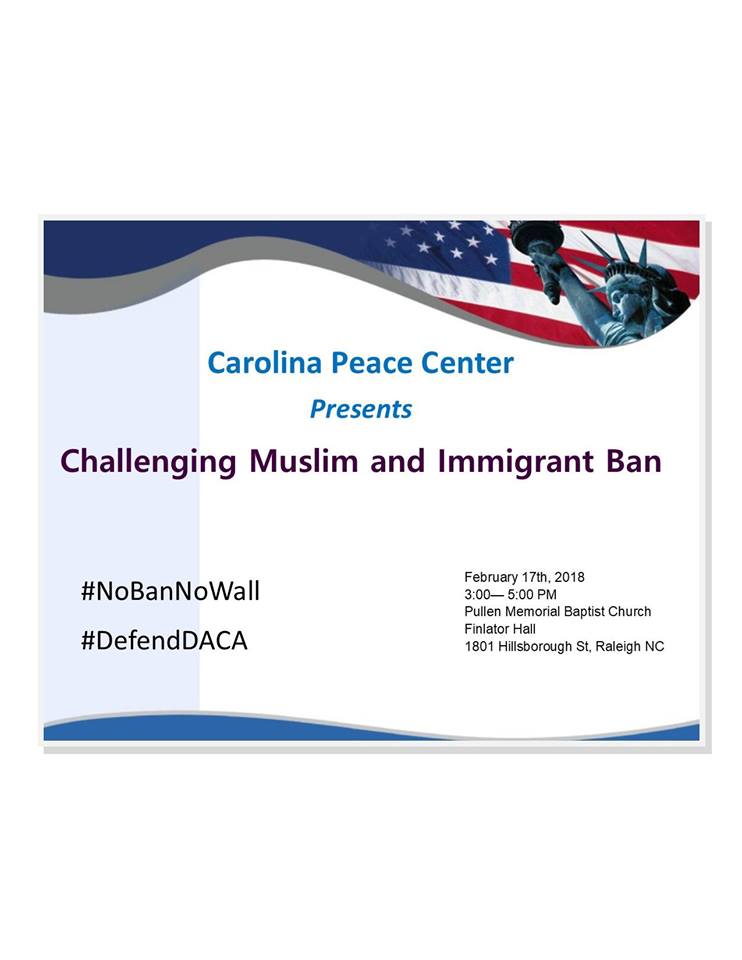 Carolina Peace Center
Presents
Challenging Muslim and Immigrant Ban
#NoBanNoWall
#DefendDACA
February 17th, 2018
3:00— 5:00 PM
Pullen Memorial Baptist Church
Finlator Hall
1801 Hillsborough St, Raleigh NC